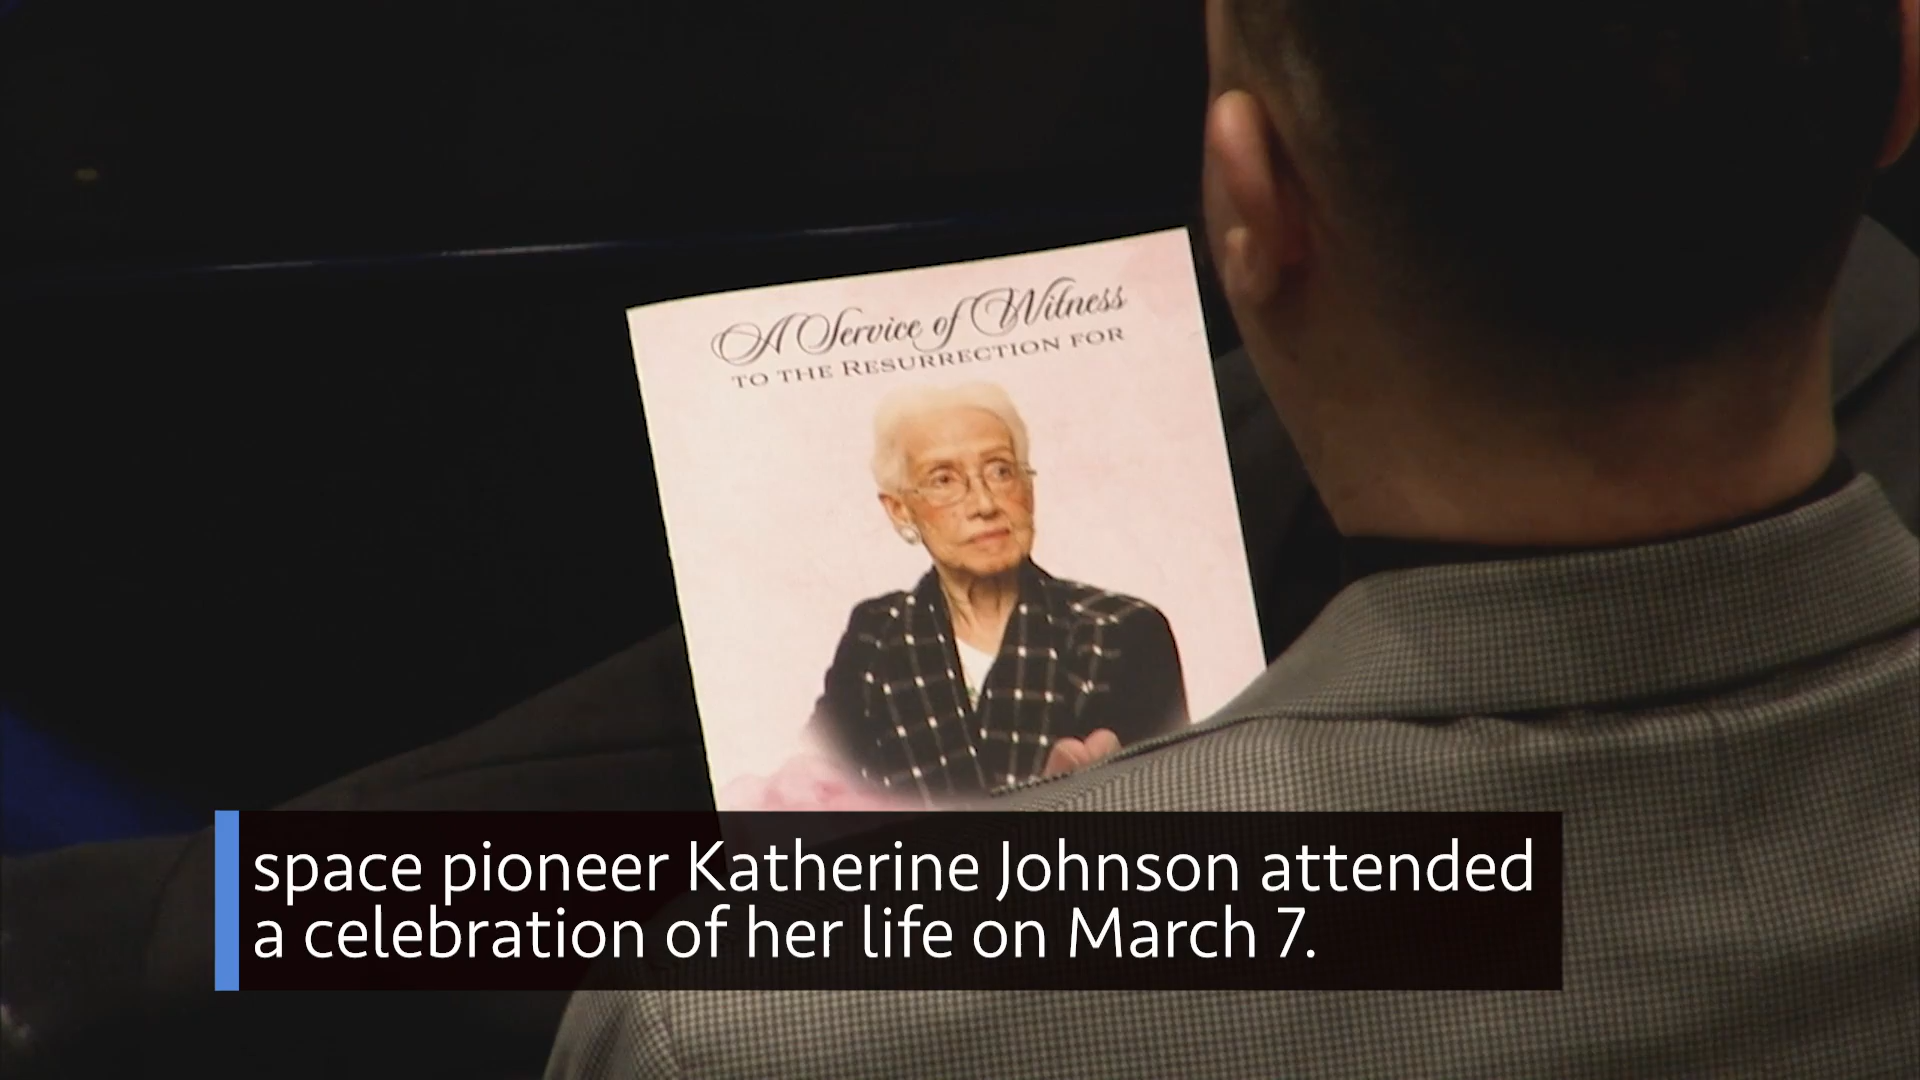 A Service of Witness
TO THE RESURRECTION FOR
space pioneer Katherine Johnson attended
a celebration of her life on March 7.